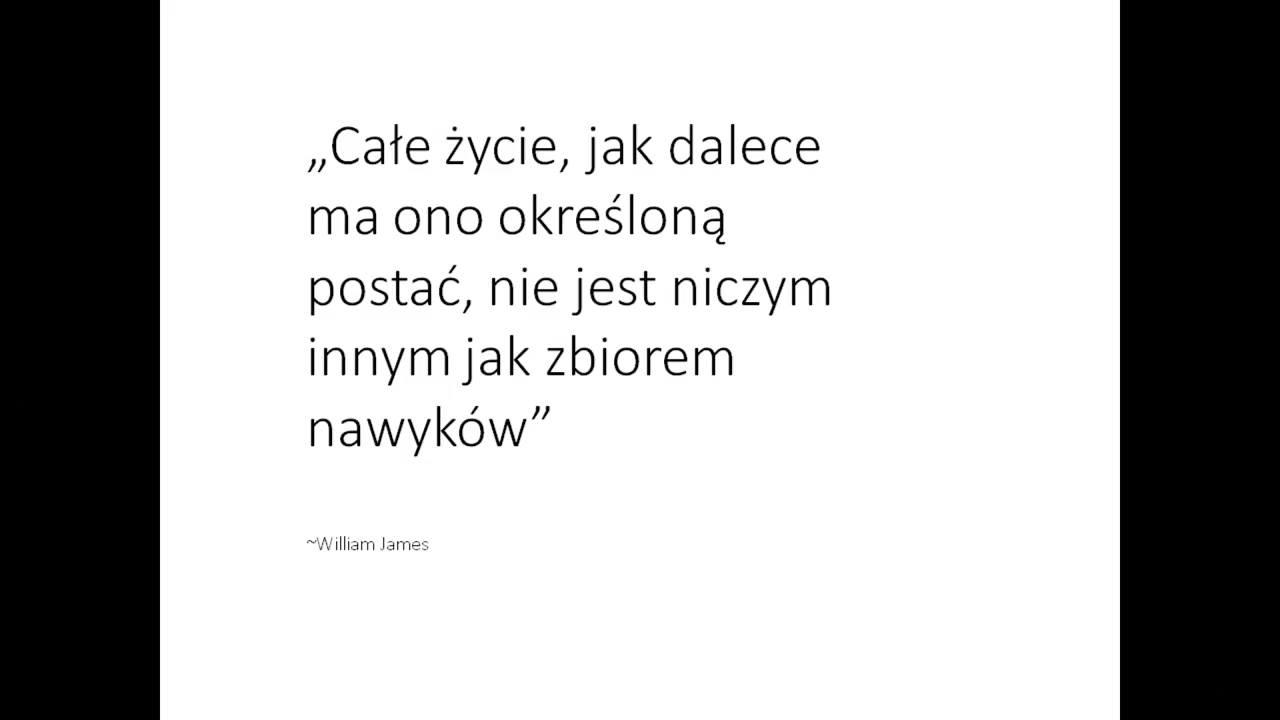 „Całe życie, jak dalece
ma ono określoną
postać, nie jest niczym
innym jak zbiorem
nawyków”
~William James